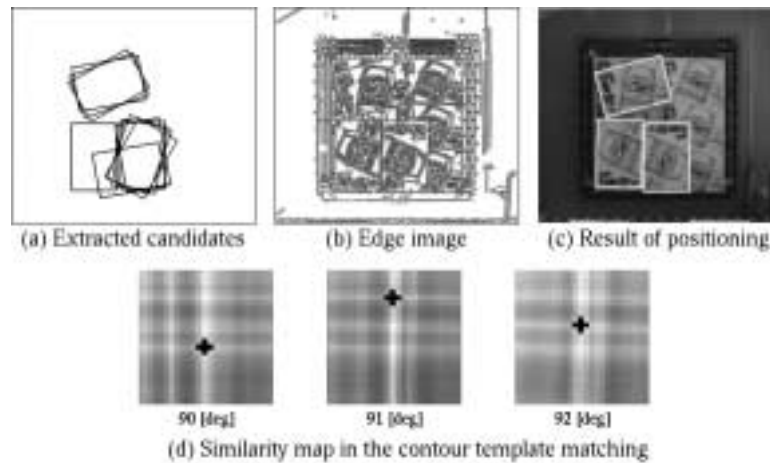 (a) Extracted candidates
(b) Edge image
(c) Result of positioning
90 [deg]
91 [deg]
92 [deg]
(d) Similarity map in the contour template matching